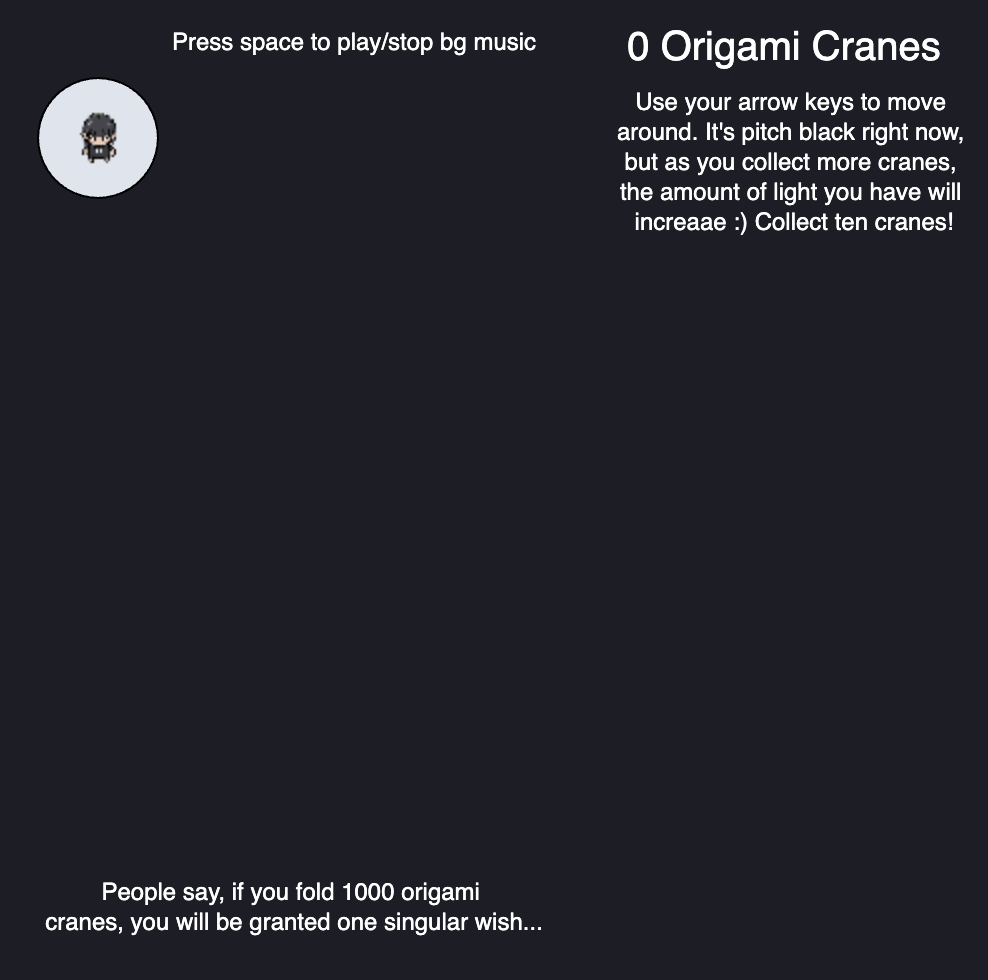 Press space to play/stop bg music
0 Origami Cranes
Use your arrow keys to move
around. It's pitch black right now,
but as you collect more cranes,
the amount of light you have will
increaae :) Collect ten cranes!
People say, if you fold 1000 origami
cranes, you will be granted one singular wish...